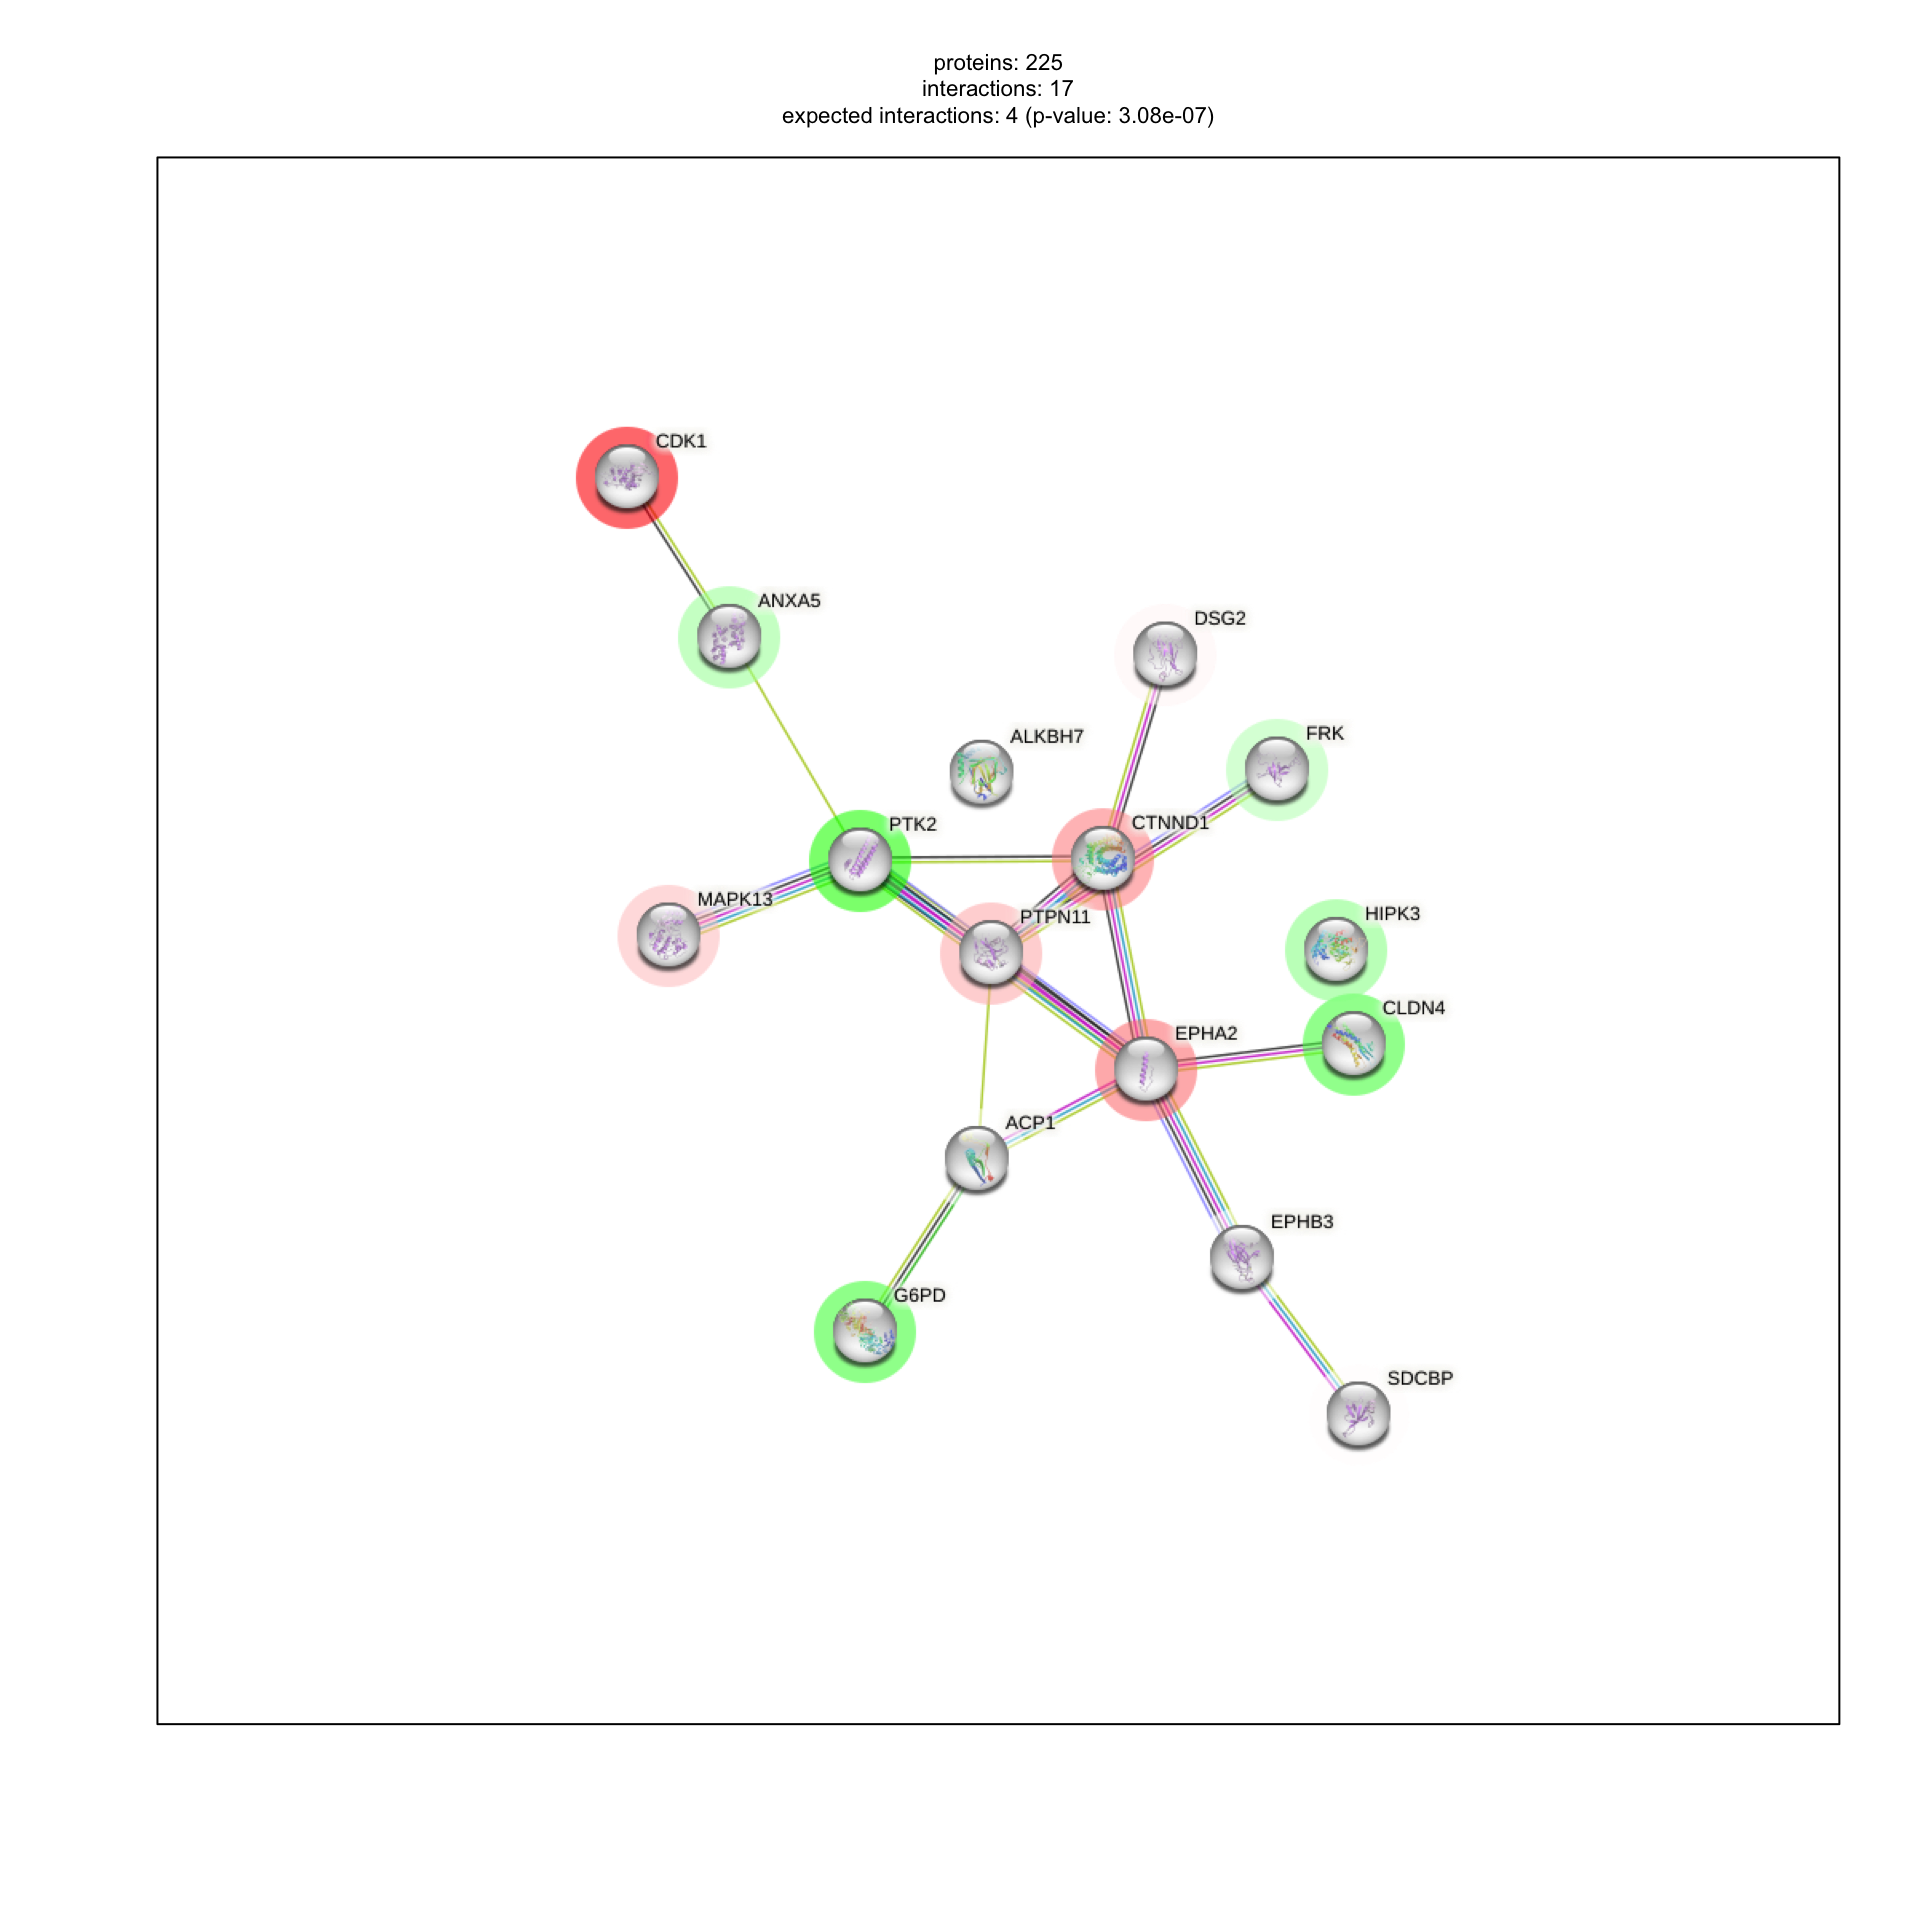 proteins: 225
interactions: 17
expected interactions: 4 (p-value: 3.08e-07)
CDK1
ANXA5
DSG2
FRK
ALKBH7
CTNND1
PTK2
MAPK13
PTPN11
HIPK3
CLDN4
EPHA2
ACP1
EPHB3
G6PD
SDCBP